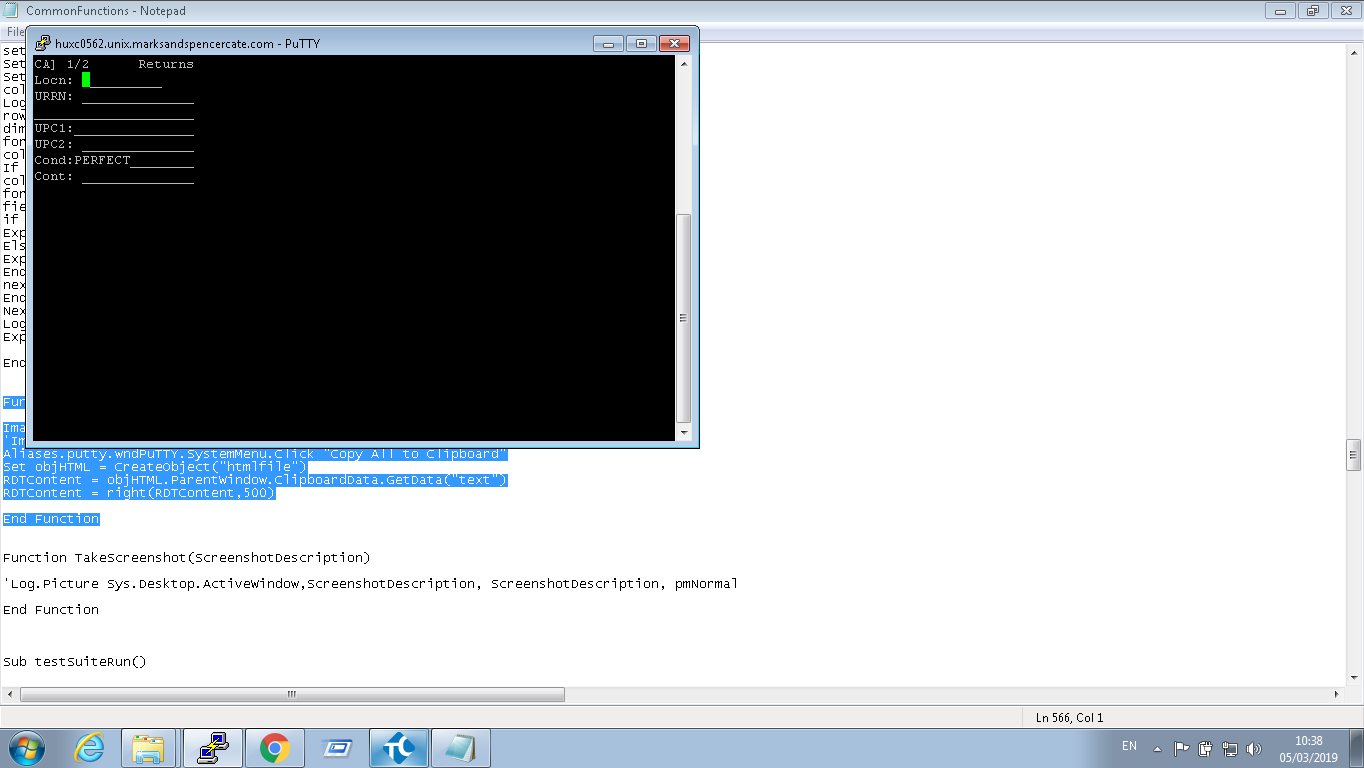 CommonFunctions - Notepad
File
huxc0562.unix.marksandspencercate.com - PuTTY
CA] 1/2 Returns
Locn: __________
URRN: ______________
____________________
UPC1:_______________
UPC2: ______________
Cond:PERFECT________
Cont: ______________
set
Set
Set
col
Log
row
dim
for
col
If
col
for
fie
if
Exp
Els
Exp
End
nex
End
Nex
Log
Exp
End
Fun
Ima
'Im
Aliases.putty.wndPuTTY.SystemMenu.Click "Copy All to Clipboard"
Set objHTML = CreateObject("htmlfile")
RDTContent = objHTML.ParentWindow.ClipboardData.GetData("text")
RDTContent = right(RDTContent,500)
End Function
Function TakeScreenshot(ScreenshotDescription)
'Log.Picture Sys.Desktop.ActiveWindow,ScreenshotDescription, ScreenshotDescription, pmNormal
End Function
Sub testSuiteRun()
Ln 566, Col 1
TC
EN
10:38
05/03/2019